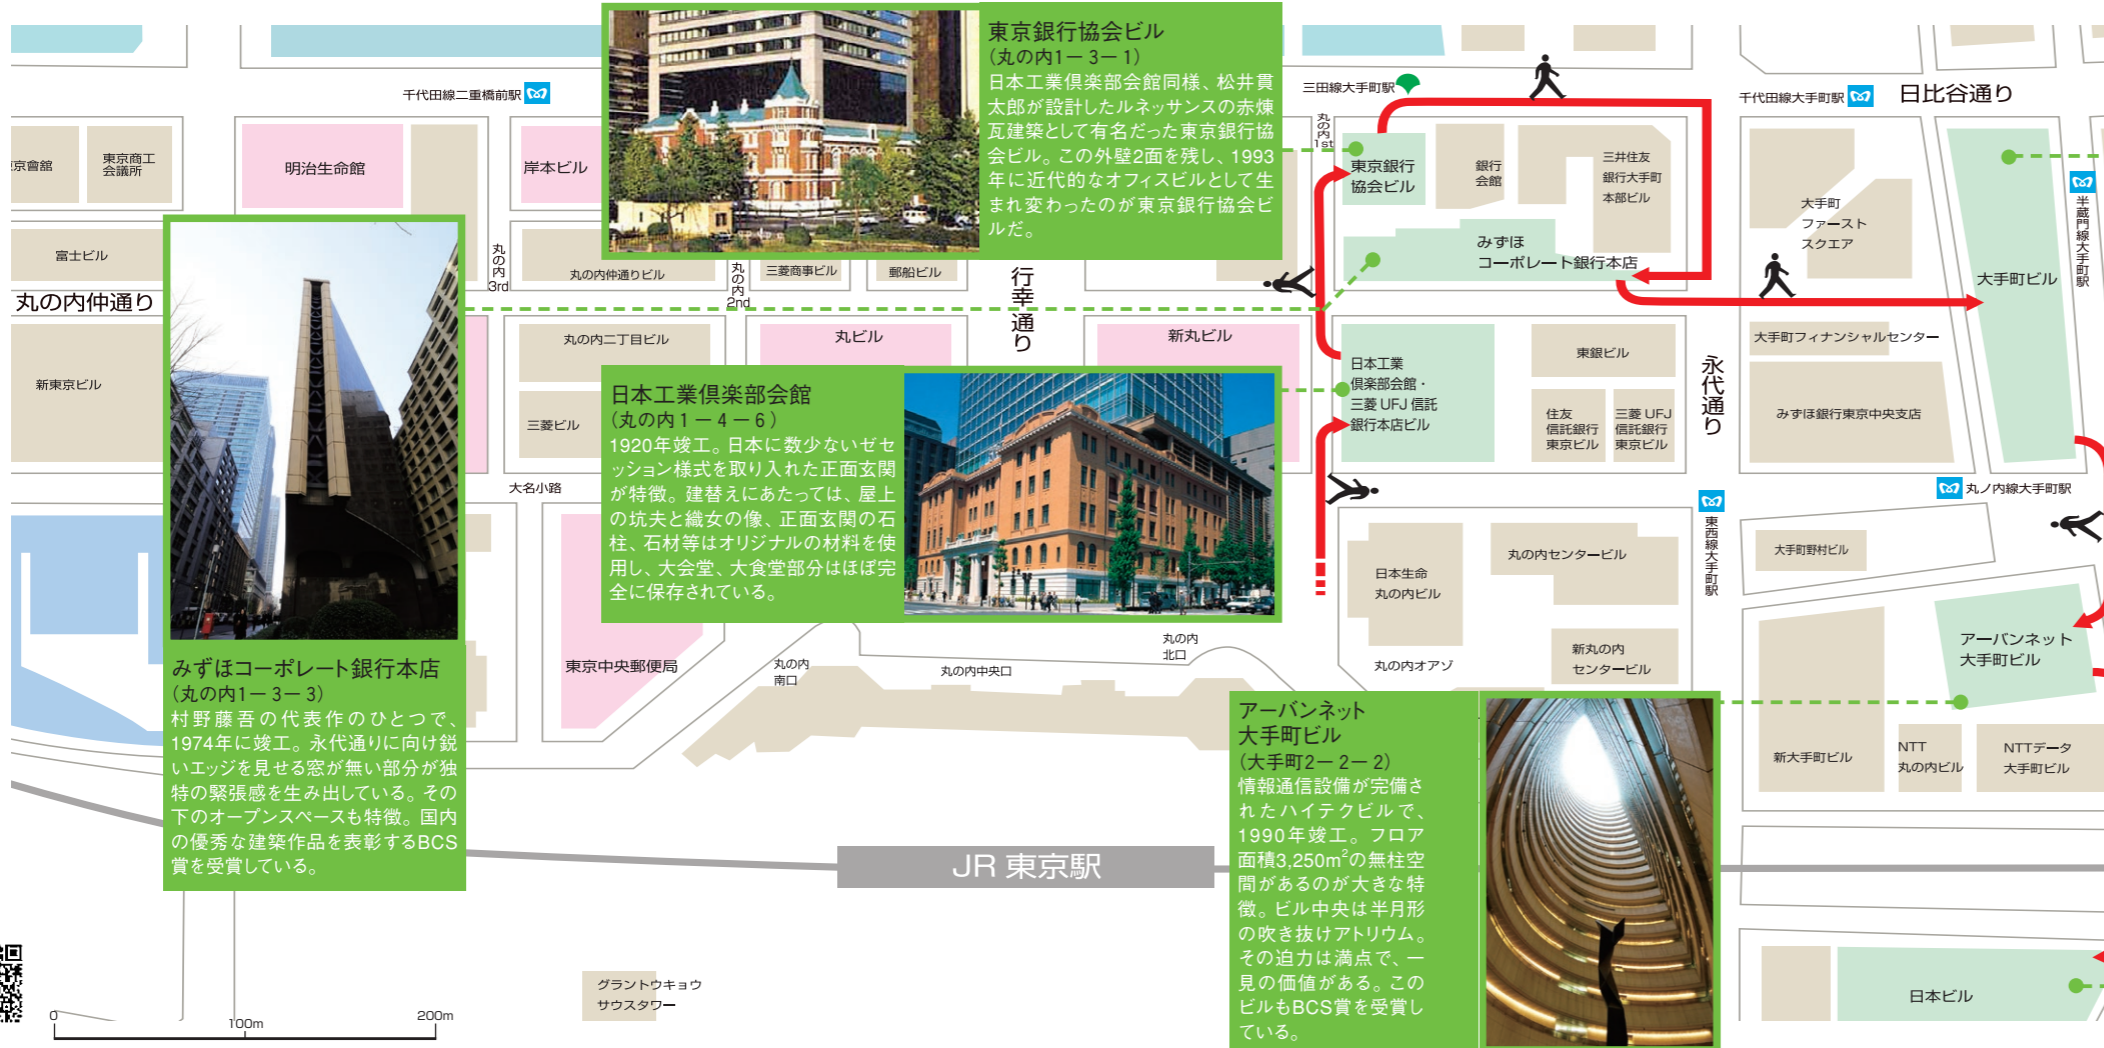 東京銀行協会ビル
(丸の内1－3－1)
日本工業倶楽部会館同様、松井貫
太郎が設計したルネッサンスの赤煉
瓦建築として有名だった東京銀行協
会ビル。この外壁2面を残し、1993
年に近代的なオフィスビルとして生
まれ変わったのが東京銀行協会ビ
ルだ。
千代田線二重橋前駅
三田線大手町駅
千代田線大手町駅
日比谷通り
京會館
東京商工
会議所
明治生命館
岸本ビル
丸の内
1st
東京銀行
協会ビル
銀行
会館
三井住友
銀行大手町
本部ビル
大手町
ファースト
スクエア
半蔵門線大手町駅
大手町ビル
富士ビル
丸の内
3rd
丸の内仲通りビル
丸の内
2nd
三菱商事ビル
郵船ビル
行幸通り
みずほ
コーポレート銀行本店
丸の内仲通り
新東京ビル
丸の内二丁目ビル
丸ビル
新丸ビル
日本工業
倶楽部会館・
三菱 UFJ 信託
銀行本店ビル
東銀ビル
永代通り
大手町フィナンシャルセンター
みずほ銀行東京中央支店
三菱ビル
住友
信託銀行
東京ビル
三菱 UFJ
信託銀行
東京ビル
日本工業倶楽部会館
(丸の内1－4－6)
1920年竣工。日本に数少ないゼセ
ッション様式を取り入れた正面玄関
が特徴。建替えにあたっては、屋上
の坑夫と織女の像、正面玄関の石
柱、石材等はオリジナルの材料を使
用し、大会堂、大食堂部分はほぼ完
全に保存されている。
大名小路
東西線大手町駅
丸ノ内線大手町駅
日本生命
丸の内ビル
丸の内センタービル
大手町野村ビル
東京中央郵便局
丸の内
南口
丸の内中央口
丸の内
北口
丸の内オアゾ
新丸の内
センタービル
アーバンネット
大手町ビル
みずほコーポレート銀行本店
(丸の内1－3－3)
村野藤吾の代表作のひとつで、
1974年に竣工。永代通りに向け鋭
いエッジを見せる窓が無い部分が独
特の緊張感を生み出している。その
下のオープンスペースも特徴。国内
の優秀な建築作品を表彰するBCS
賞を受賞している。
アーバンネット
大手町ビル
(大手町2－2－2)
情報通信設備が完備さ
れたハイテクビルで、
1990年竣工。フロア
面積3,250m²の無柱空
間があるのが大きな特
徴。ビル中央は半月形
の吹き抜けアトリウム。
その迫力は満点で、一
見の価値がある。この
ビルもBCS賞を受賞し
ている。
新大手町ビル
NTT
丸の内ビル
NTTデータ
大手町ビル
JR 東京駅
グラントウキョウ
サウスタワー
日本ビル
0
100m
200m